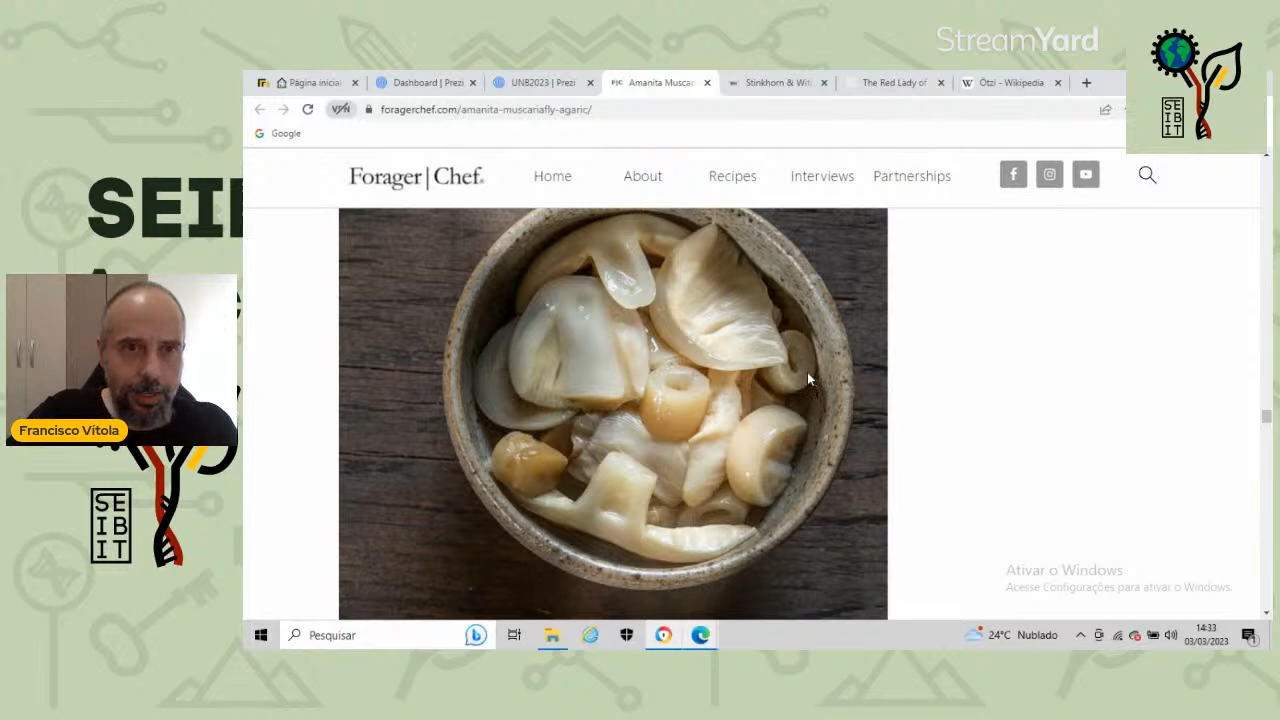 StreamYard
Página inicial
Dashboard | Prezi
UNB2023 | Prezi
F|C
Amanita Muscar
Stinkhorn & Wit
The Red Lady of
W
Ötzi - Wikipedia
VPN
foragerchef.com/amanita-muscariafly-agaric/
G Google
Forager|Chef
Home
About
Recipes
Interviews
Partnerships
SE
IB
IT
SEI
Francisco Vítola
SE
IB
IT
Ativar o Windows
Acesse Configurações para ativar o Windows.
Pesquisar
24°C Nublado
14:33
03/03/2023
1